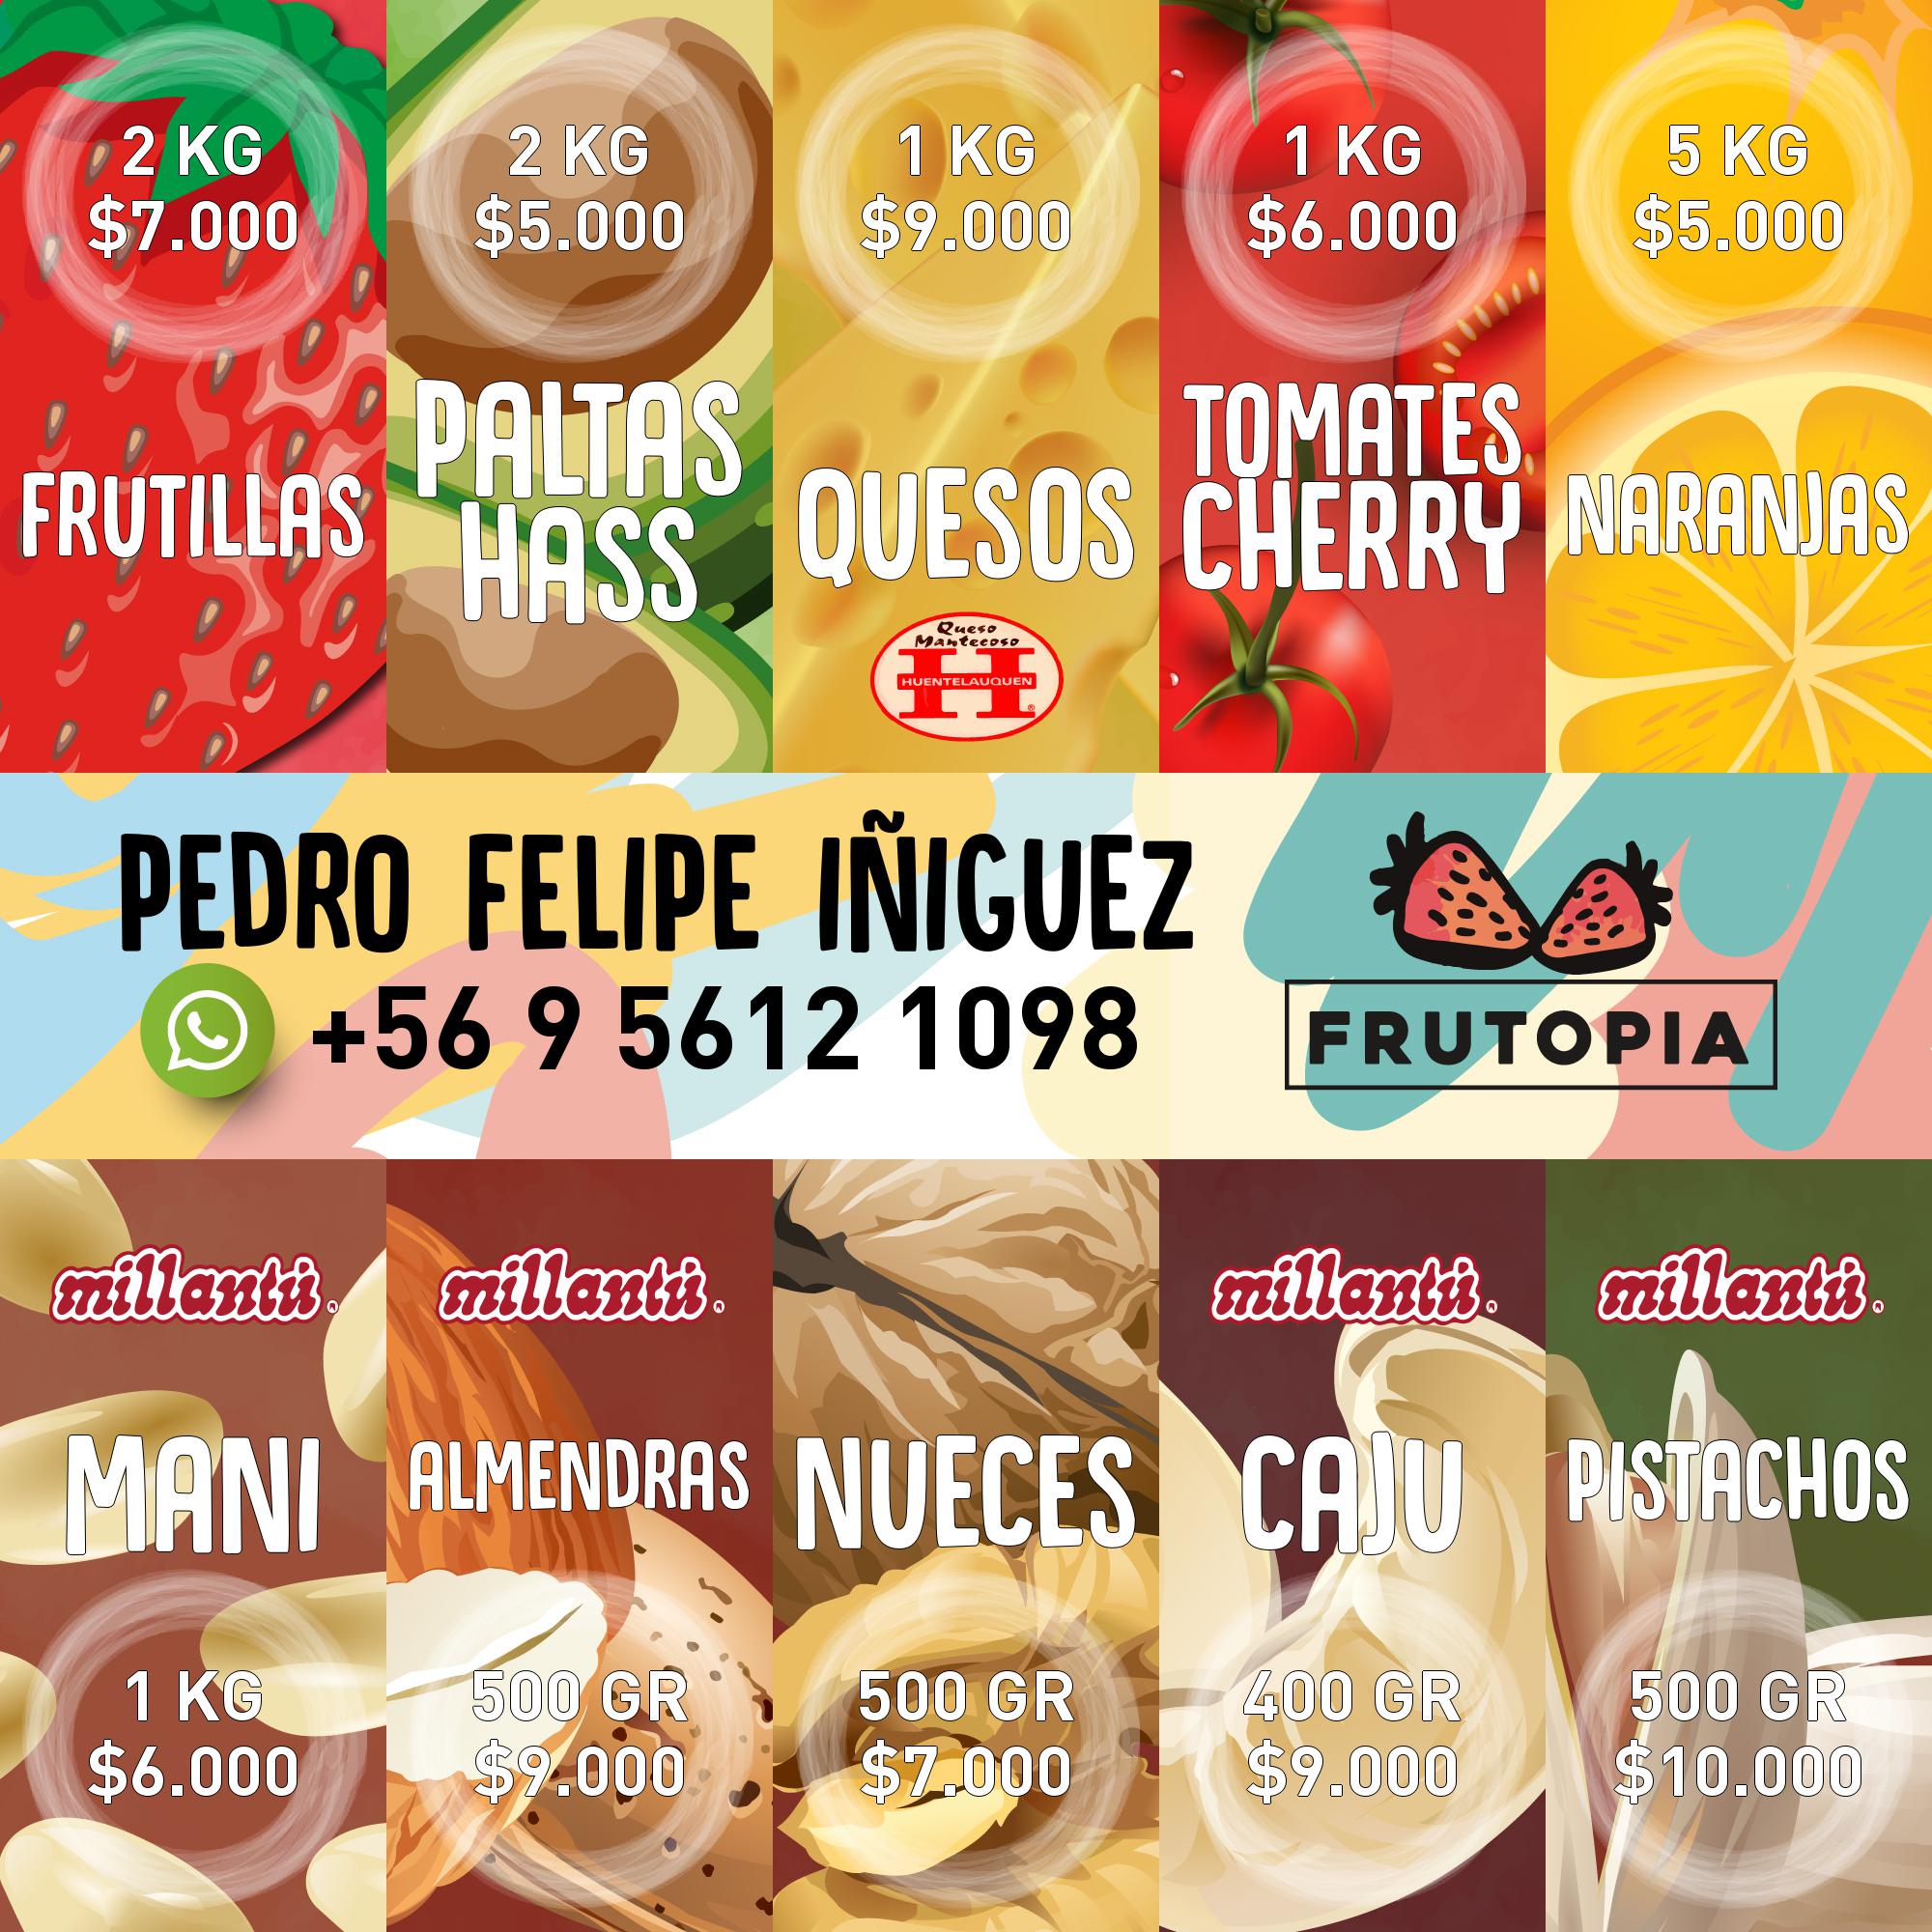 2 KG
$7.000
FRUTILLAS
2 KG
$5.000
PALTAS
HASS
1 KG
$9.000
QUESOS
Queso
Mantecoso
H
HUENTELAUQUEN
®
1 KG
$6.000
TOMATES
CHERRY
5 KG
$5.000
NARANJAS
PEDRO FELIPE IÑIGUEZ
+56 9 5612 1098
FRUTOPIA
millantú®
MANI
1 KG
$6.000
millantú®
ALMENDRAS
500 GR
$9.000
NUECES
500 GR
$7.000
millantú®
CAJU
400 GR
$9.000
millantú®
PISTACHOS
500 GR
$10.000